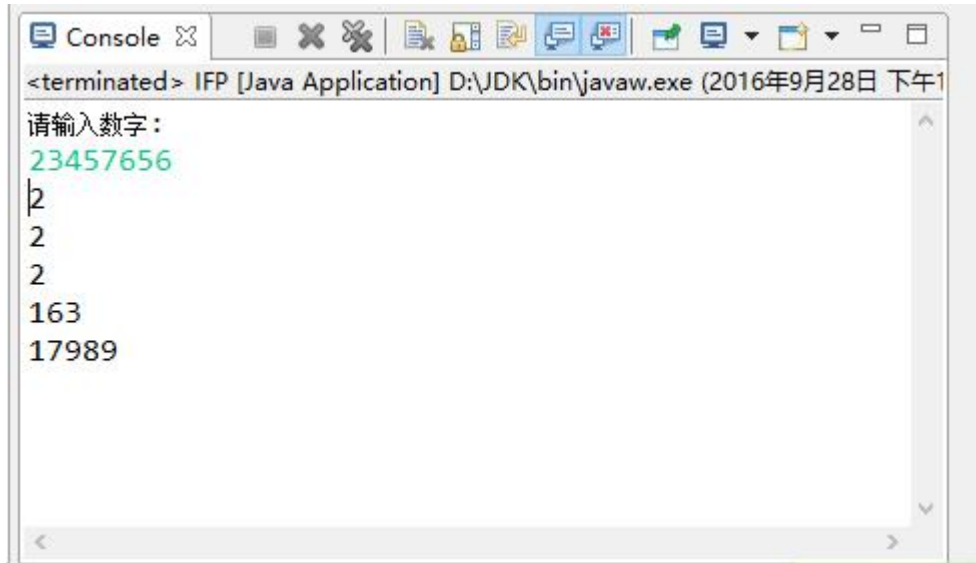 Console
<terminated> IFP [Java Application] D:\JDK\bin\javaw.exe (2016年9月28日 下午1
请输入数字：
23457656
2
2
2
163
17989